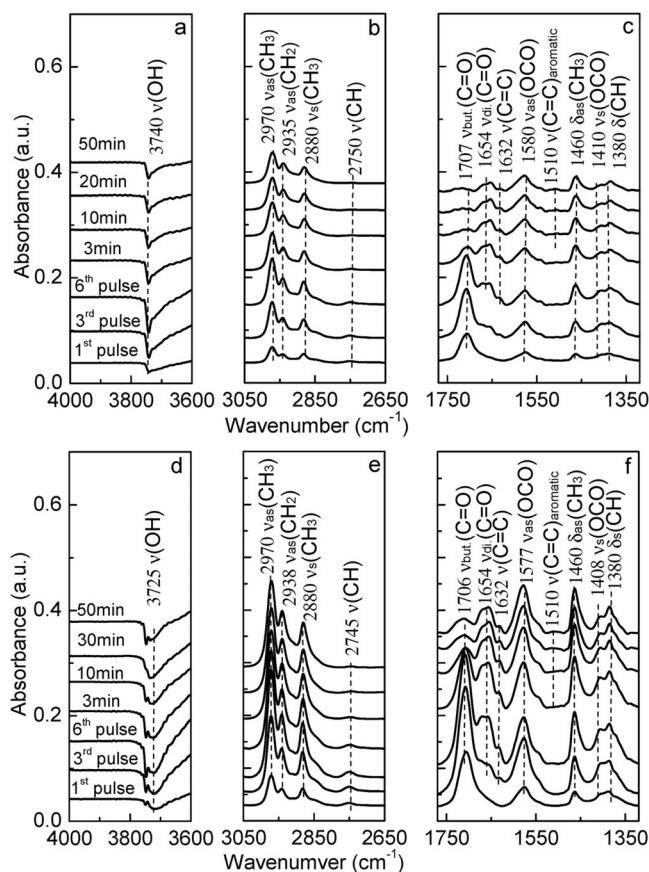 a
b
c
0.6
0.4
0.2
0.0
Absorbance (a.u.)
3740 ν(OH)
50min
20min
10min
3min
6th pulse
3rd pulse
1st pulse
2970 νas(CH3)
2935 νas(CH2)
2880 νs(CH3)
2750 ν(CH)
1707 νbut.(C=O)
1654 νdi.(C=O)
1632 ν(C=C)
1580 νas(OCO)
1510 ν(C=C)aromatic
1460 δas(CH3)
1410 νs(OCO)
1380 δ(CH)
4000 3800 3600
3050 2850 2650
1750 1550 1350
Wavenumber (cm-1)
d
e
f
0.6
0.4
0.2
0.0
Absorbance (a.u.)
3725 ν(OH)
50min
30min
10min
3min
6th pulse
3rd pulse
1st pulse
2970 νas(CH3)
2938 νas(CH2)
2880 νs(CH3)
2745 ν(CH)
1706 νbut.(C=O)
1654 νdi.(C=O)
1632 ν(C=C)
1577 νas(OCO)
1510 ν(C=C)aromatic
1460 δas(CH3)
1408 νs(OCO)
1380 δs(CH)
4000 3800 3600
3050 2850 2650
1750 1550 1350
Wavenumver (cm-1)